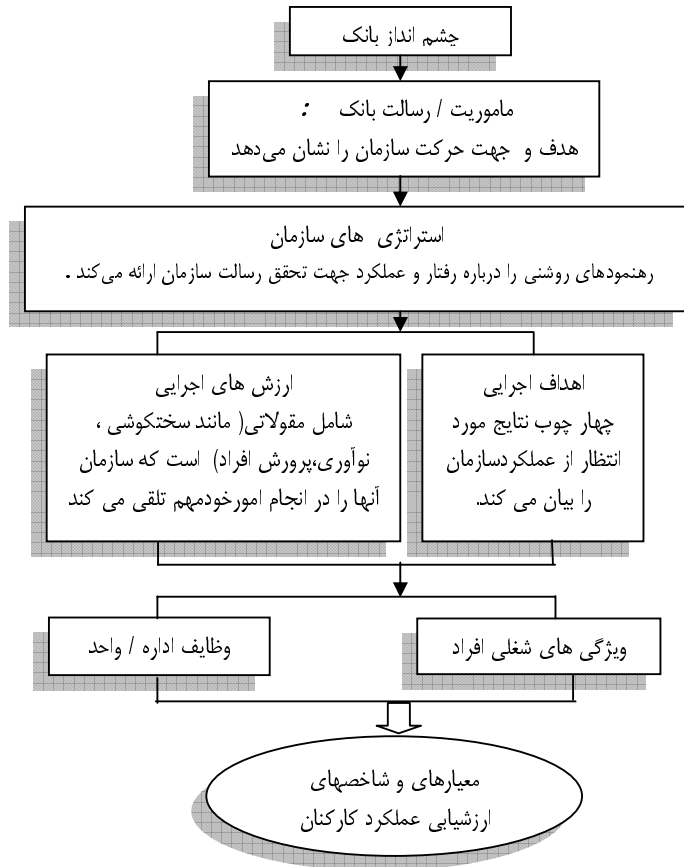 چشم انداز بانک
ماموریت / رسالت بانک :
هدف و جهت حرکت سازمان را نشان می‌دهد
استراتژی های سازمان
رهنمودهای روشنی را درباره رفتار و عملکرد جهت تحقق رسالت سازمان ارائه می‌کند .
اهداف اجرایی
چهار چوب نتایج مورد
انتظار از عملکردسازمان
را بیان می کند.
ارزش های اجرایی
شامل مقولاتی( مانند سختکوشی ،
نوآوری،پرورش افراد) است که سازمان
آنها را در انجام امورخودمهم تلقی می کند
ویژگی های شغلی افراد
وظایف اداره / واحد
معیارهای و شاخصهای
ارزشیابی عملکرد کارکنان